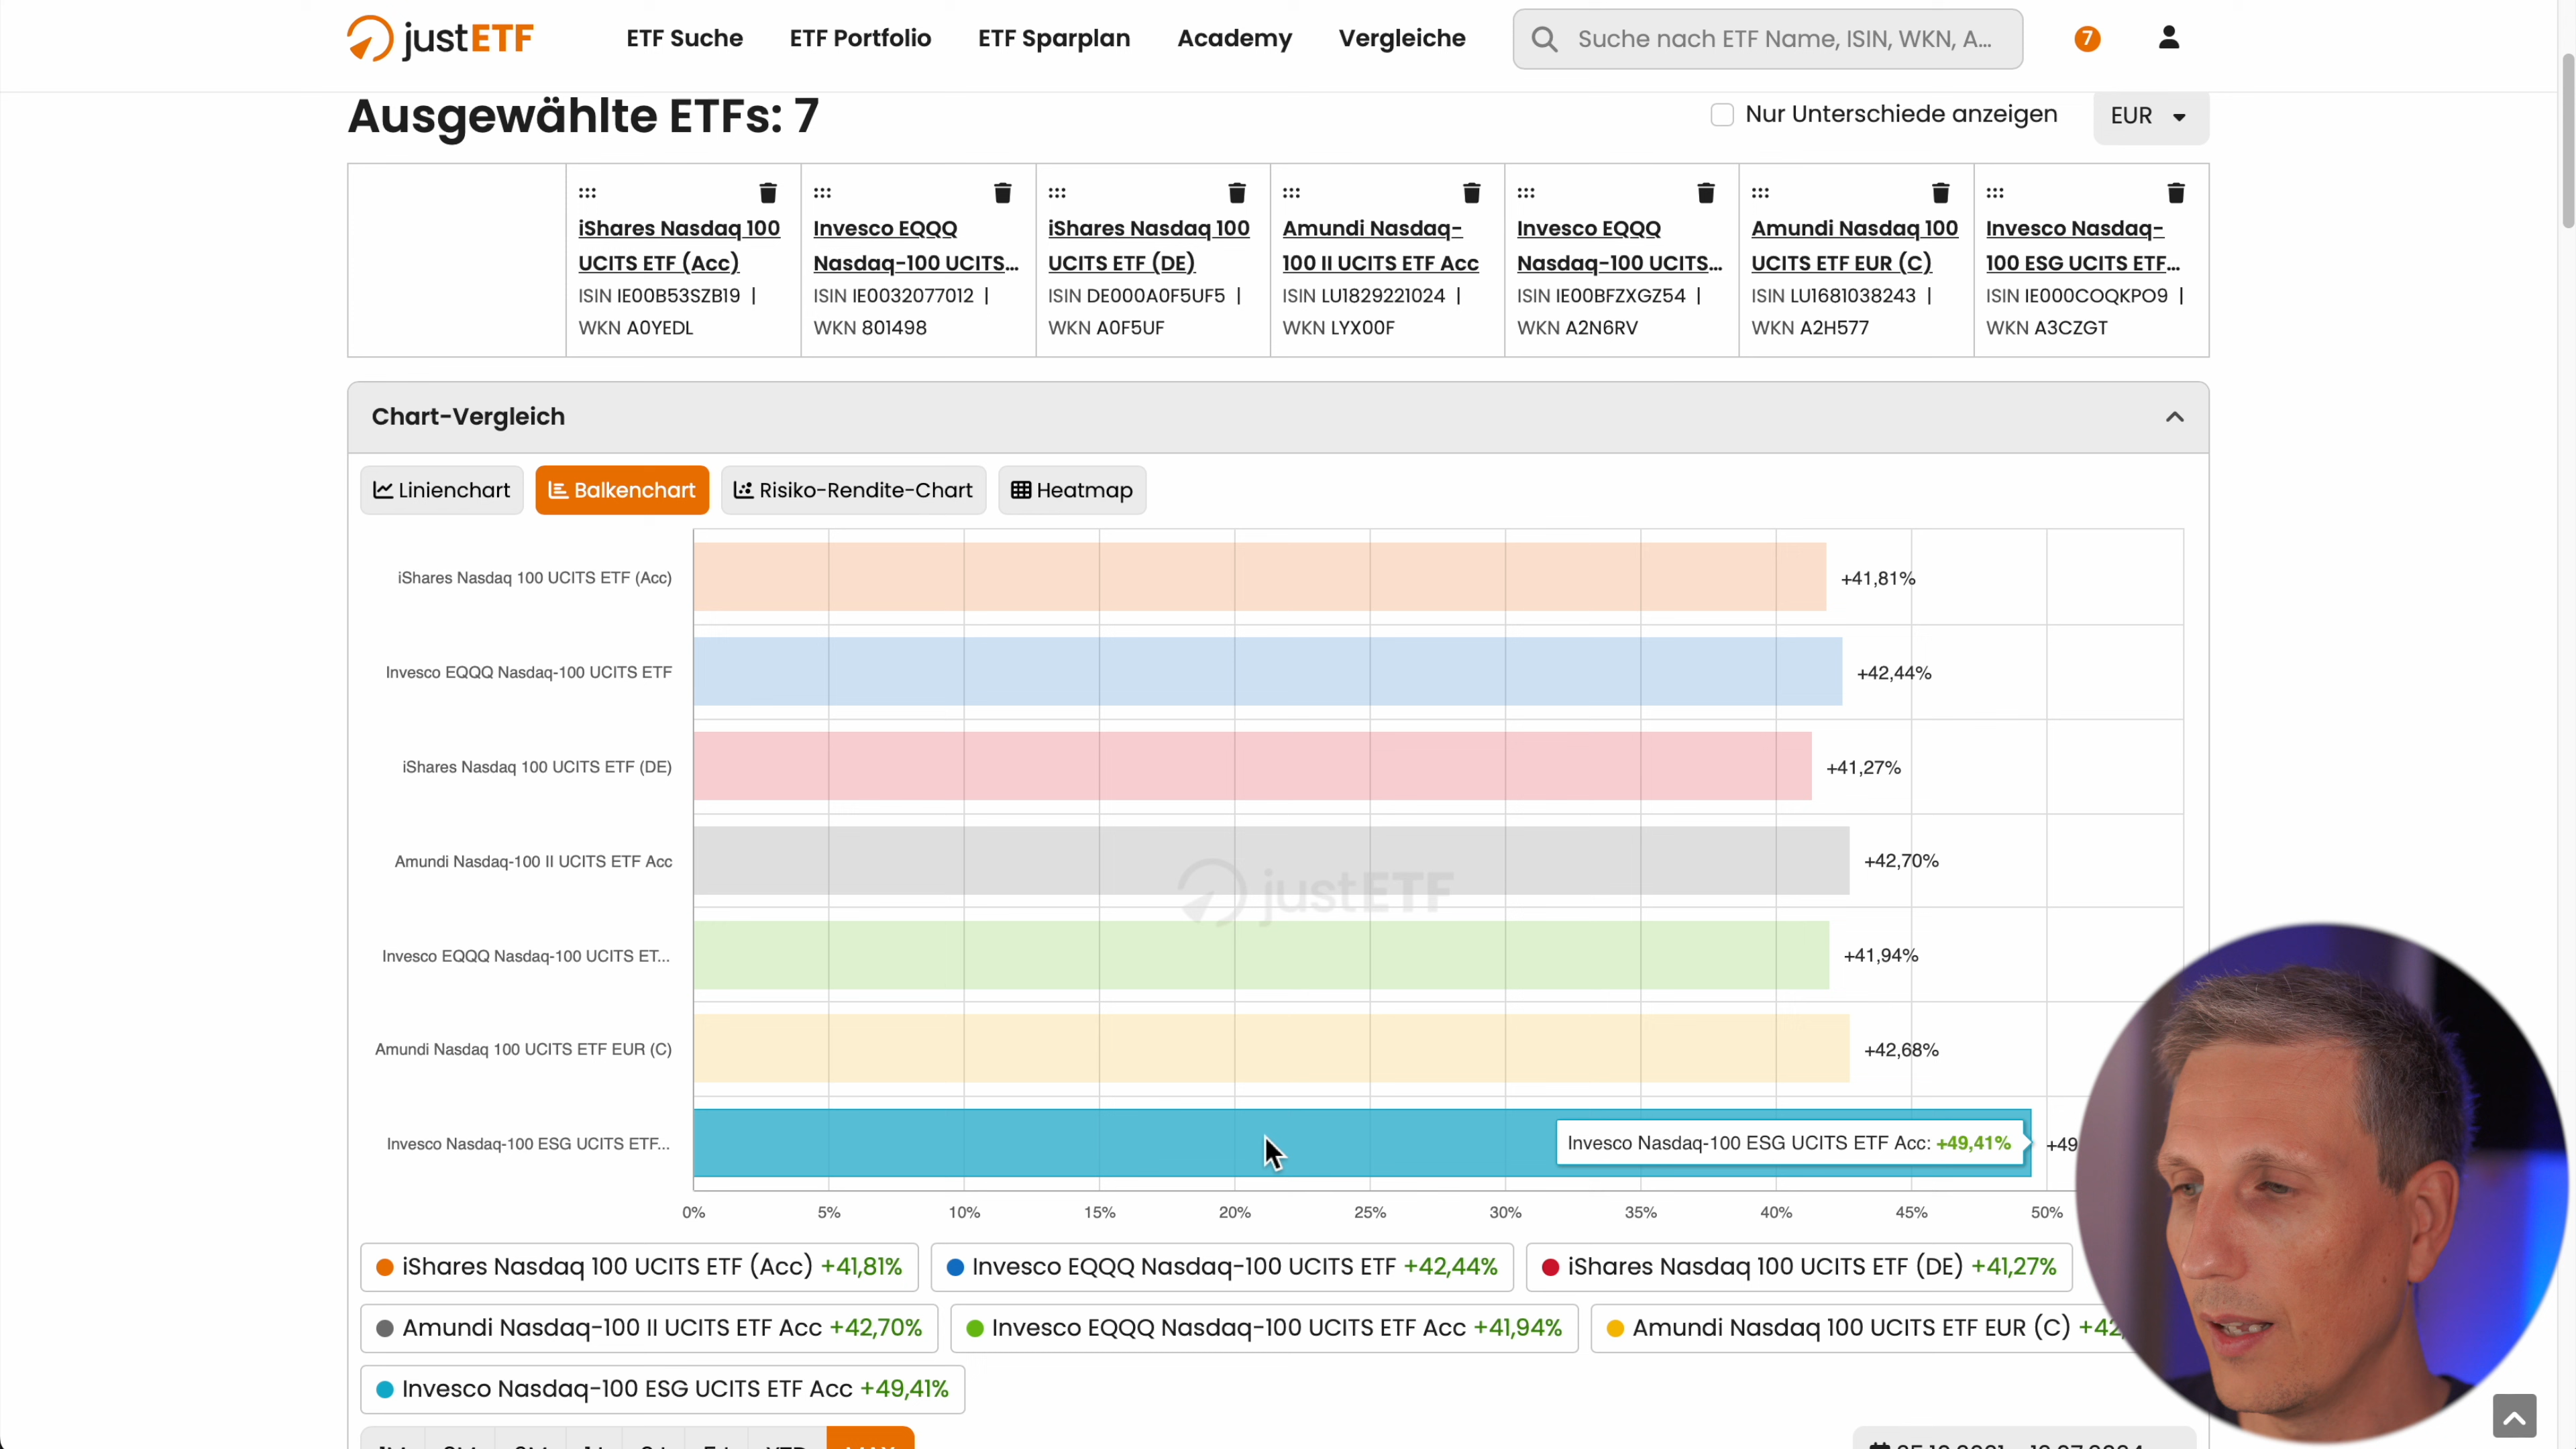 justETF
ETF Suche
ETF Portfolio
ETF Sparplan
Academy
Vergleiche
Suche nach ETF Name, ISIN, WKN, A...
7
Ausgewählte ETFs: 7
Nur Unterschiede anzeigen
EUR
iShares Nasdaq 100
UCITS ETF (Acc)
ISIN IE00B53SZB19 |
WKN A0YEDL
Invesco EQQQ
Nasdaq-100 UCITS...
ISIN IE0032077012 |
WKN 801498
iShares Nasdaq 100
UCITS ETF (DE)
ISIN DE000A0F5UF5 |
WKN A0F5UF
Amundi Nasdaq-
100 II UCITS ETF Acc
ISIN LU1829221024 |
WKN LYX00F
Invesco EQQQ
Nasdaq-100 UCITS...
ISIN IE00BFZXGZ54 |
WKN A2N6RV
Amundi Nasdaq 100
UCITS ETF EUR (C)
ISIN LU1681038243 |
WKN A2H577
Invesco Nasdaq-
100 ESG UCITS ETF...
ISIN IE000COQKPO9 |
WKN A3CZGT
Chart-Vergleich
Linienchart
Balkenchart
Risiko-Rendite-Chart
Heatmap
iShares Nasdaq 100 UCITS ETF (Acc) +41,81%
Invesco EQQQ Nasdaq-100 UCITS ETF +42,44%
iShares Nasdaq 100 UCITS ETF (DE) +41,27%
Amundi Nasdaq-100 II UCITS ETF Acc +42,70%
justETF
Invesco EQQQ Nasdaq-100 UCITS ET... +41,94%
Amundi Nasdaq 100 UCITS ETF EUR (C) +42,68%
Invesco Nasdaq-100 ESG UCITS ETF... Invesco Nasdaq-100 ESG UCITS ETF Acc: +49,41% +49
0% 5% 10% 15% 20% 25% 30% 35% 40% 45% 50%
iShares Nasdaq 100 UCITS ETF (Acc) +41,81%
Invesco EQQQ Nasdaq-100 UCITS ETF +42,44%
iShares Nasdaq 100 UCITS ETF (DE) +41,27%
Amundi Nasdaq-100 II UCITS ETF Acc +42,70%
Invesco EQQQ Nasdaq-100 UCITS ETF Acc +41,94%
Amundi Nasdaq 100 UCITS ETF EUR (C) +42,
Invesco Nasdaq-100 ESG UCITS ETF Acc +49,41%